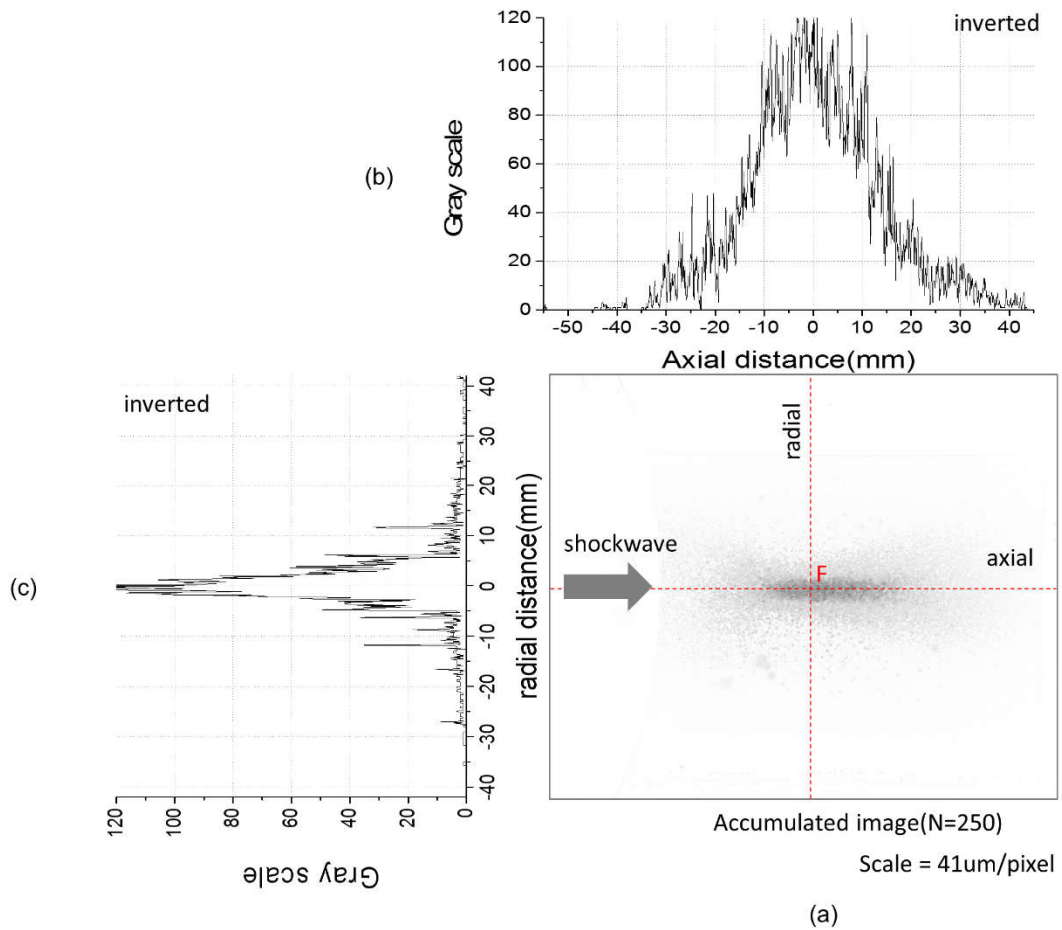 inverted
120
100
80
60
40
20
0
Gray scale
(b)
-50 -40 -30 -20 -10 0 10 20 30 40
Axial distance(mm)
inverted
40
30
20
10
0
-10
-20
-30
-40
radial distance(mm)
120 100 80 60 40 20 0
Gray scale
(c)
radial
shockwave
F
axial
Accumulated image(N=250)
Scale = 41um/pixel
(a)